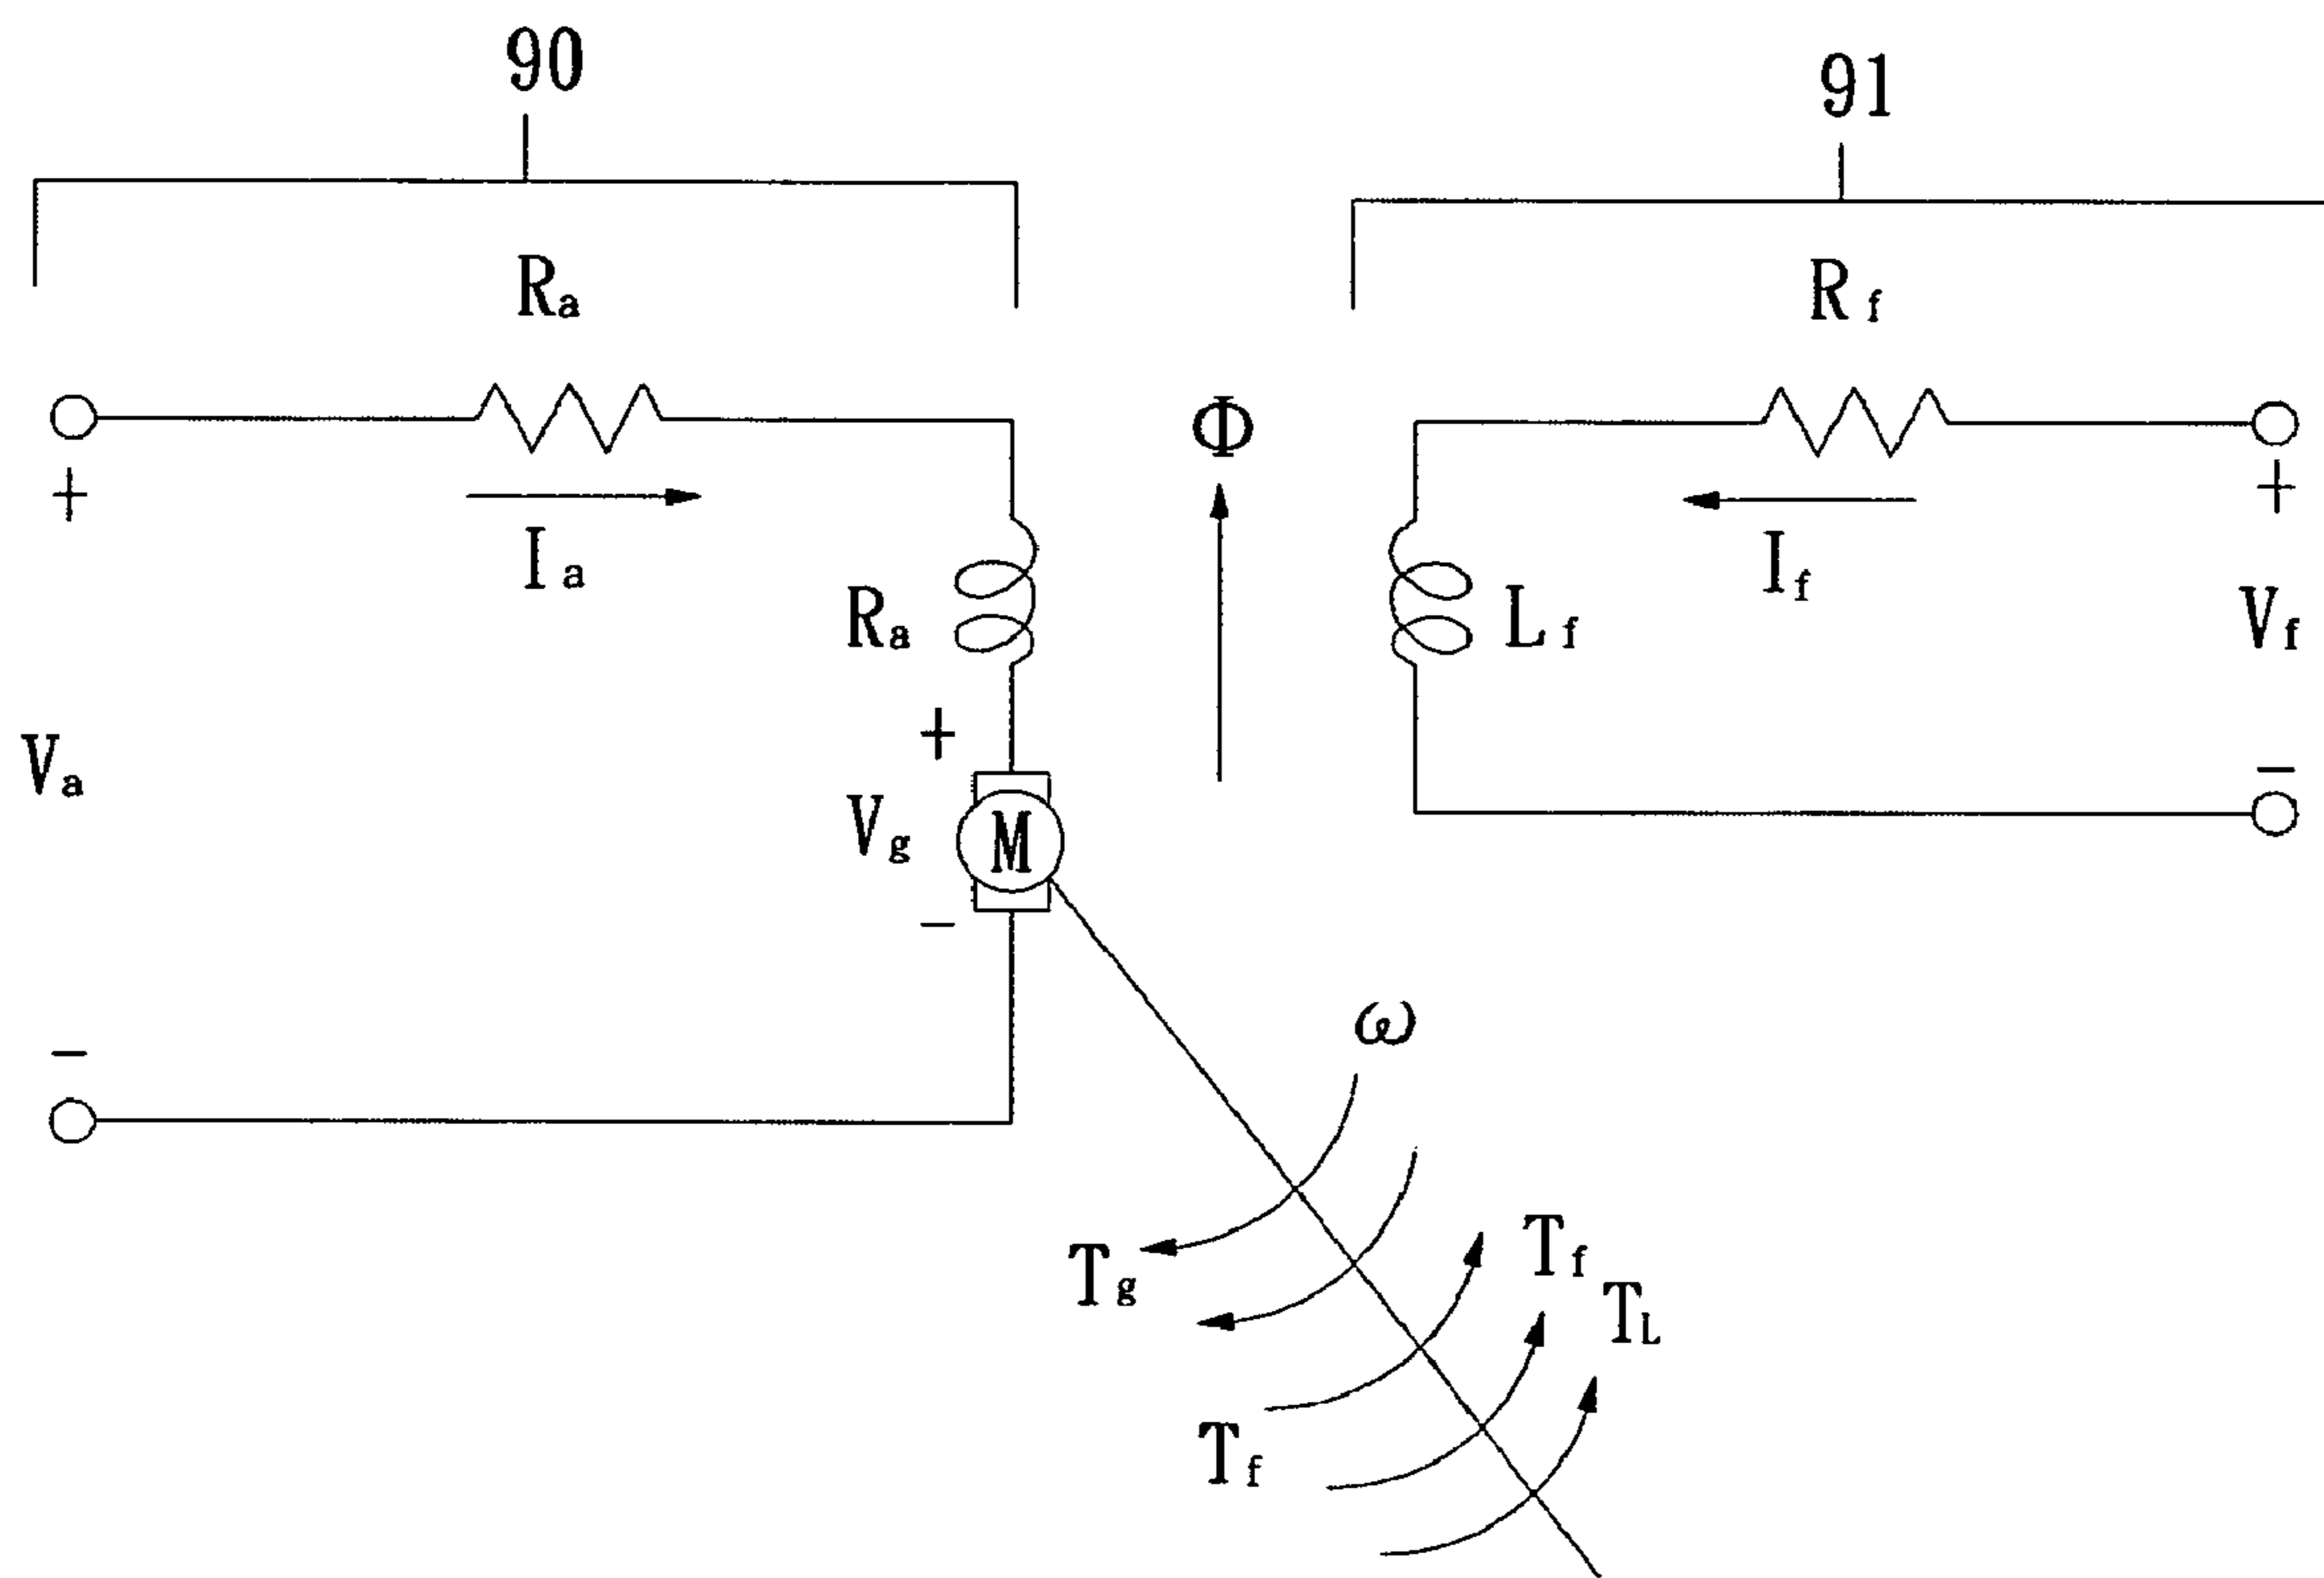 90
91
Ra
Rf
Φ
+
+
Ia
If
Ra
Lf
Vf
+
Va
Vg
M
−
−
−
ω
Tg
Tf
TL
Tf